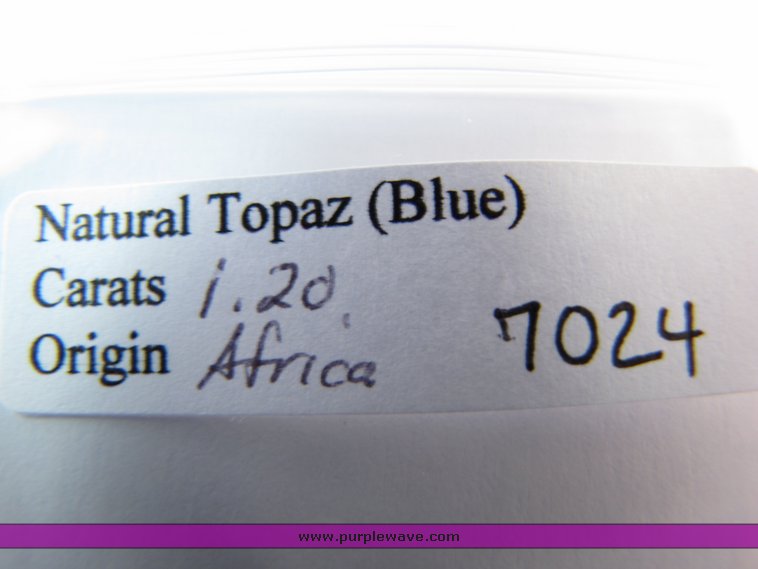 Natural Topaz (Blue)
Carats 1.20
Origin Africa
7024
www.purplewave.com